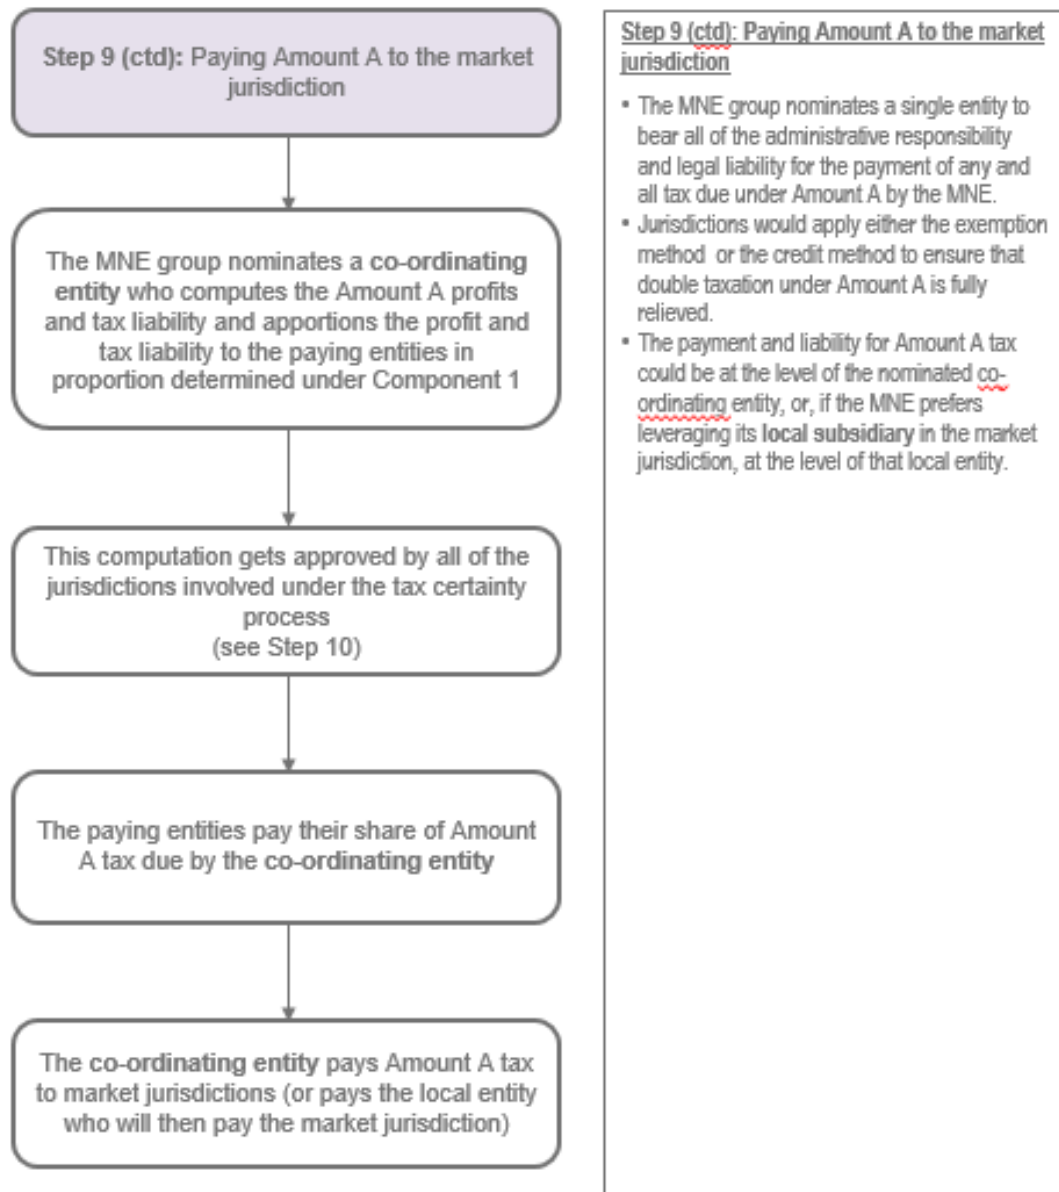 Step 9 (ctd): Paying Amount A to the market
jurisdiction
The MNE group nominates a co-ordinating
entity who computes the Amount A profits
and tax liability and apportions the profit and
tax liability to the paying entities in
proportion determined under Component 1
This computation gets approved by all of the
jurisdictions involved under the tax certainty
process
(see Step 10)
The paying entities pay their share of Amount
A tax due by the co-ordinating entity
The co-ordinating entity pays Amount A tax
to market jurisdictions (or pays the local entity
who will then pay the market jurisdiction)
Step 9 (ctd): Paying Amount A to the market
jurisdiction
• The MNE group nominates a single entity to
bear all of the administrative responsibility
and legal liability for the payment of any and
all tax due under Amount A by the MNE.
• Jurisdictions would apply either the exemption
method or the credit method to ensure that
double taxation under Amount A is fully
relieved.
• The payment and liability for Amount A tax
could be at the level of the nominated co-
ordinating entity, or, if the MNE prefers
leveraging its local subsidiary in the market
jurisdiction, at the level of that local entity.